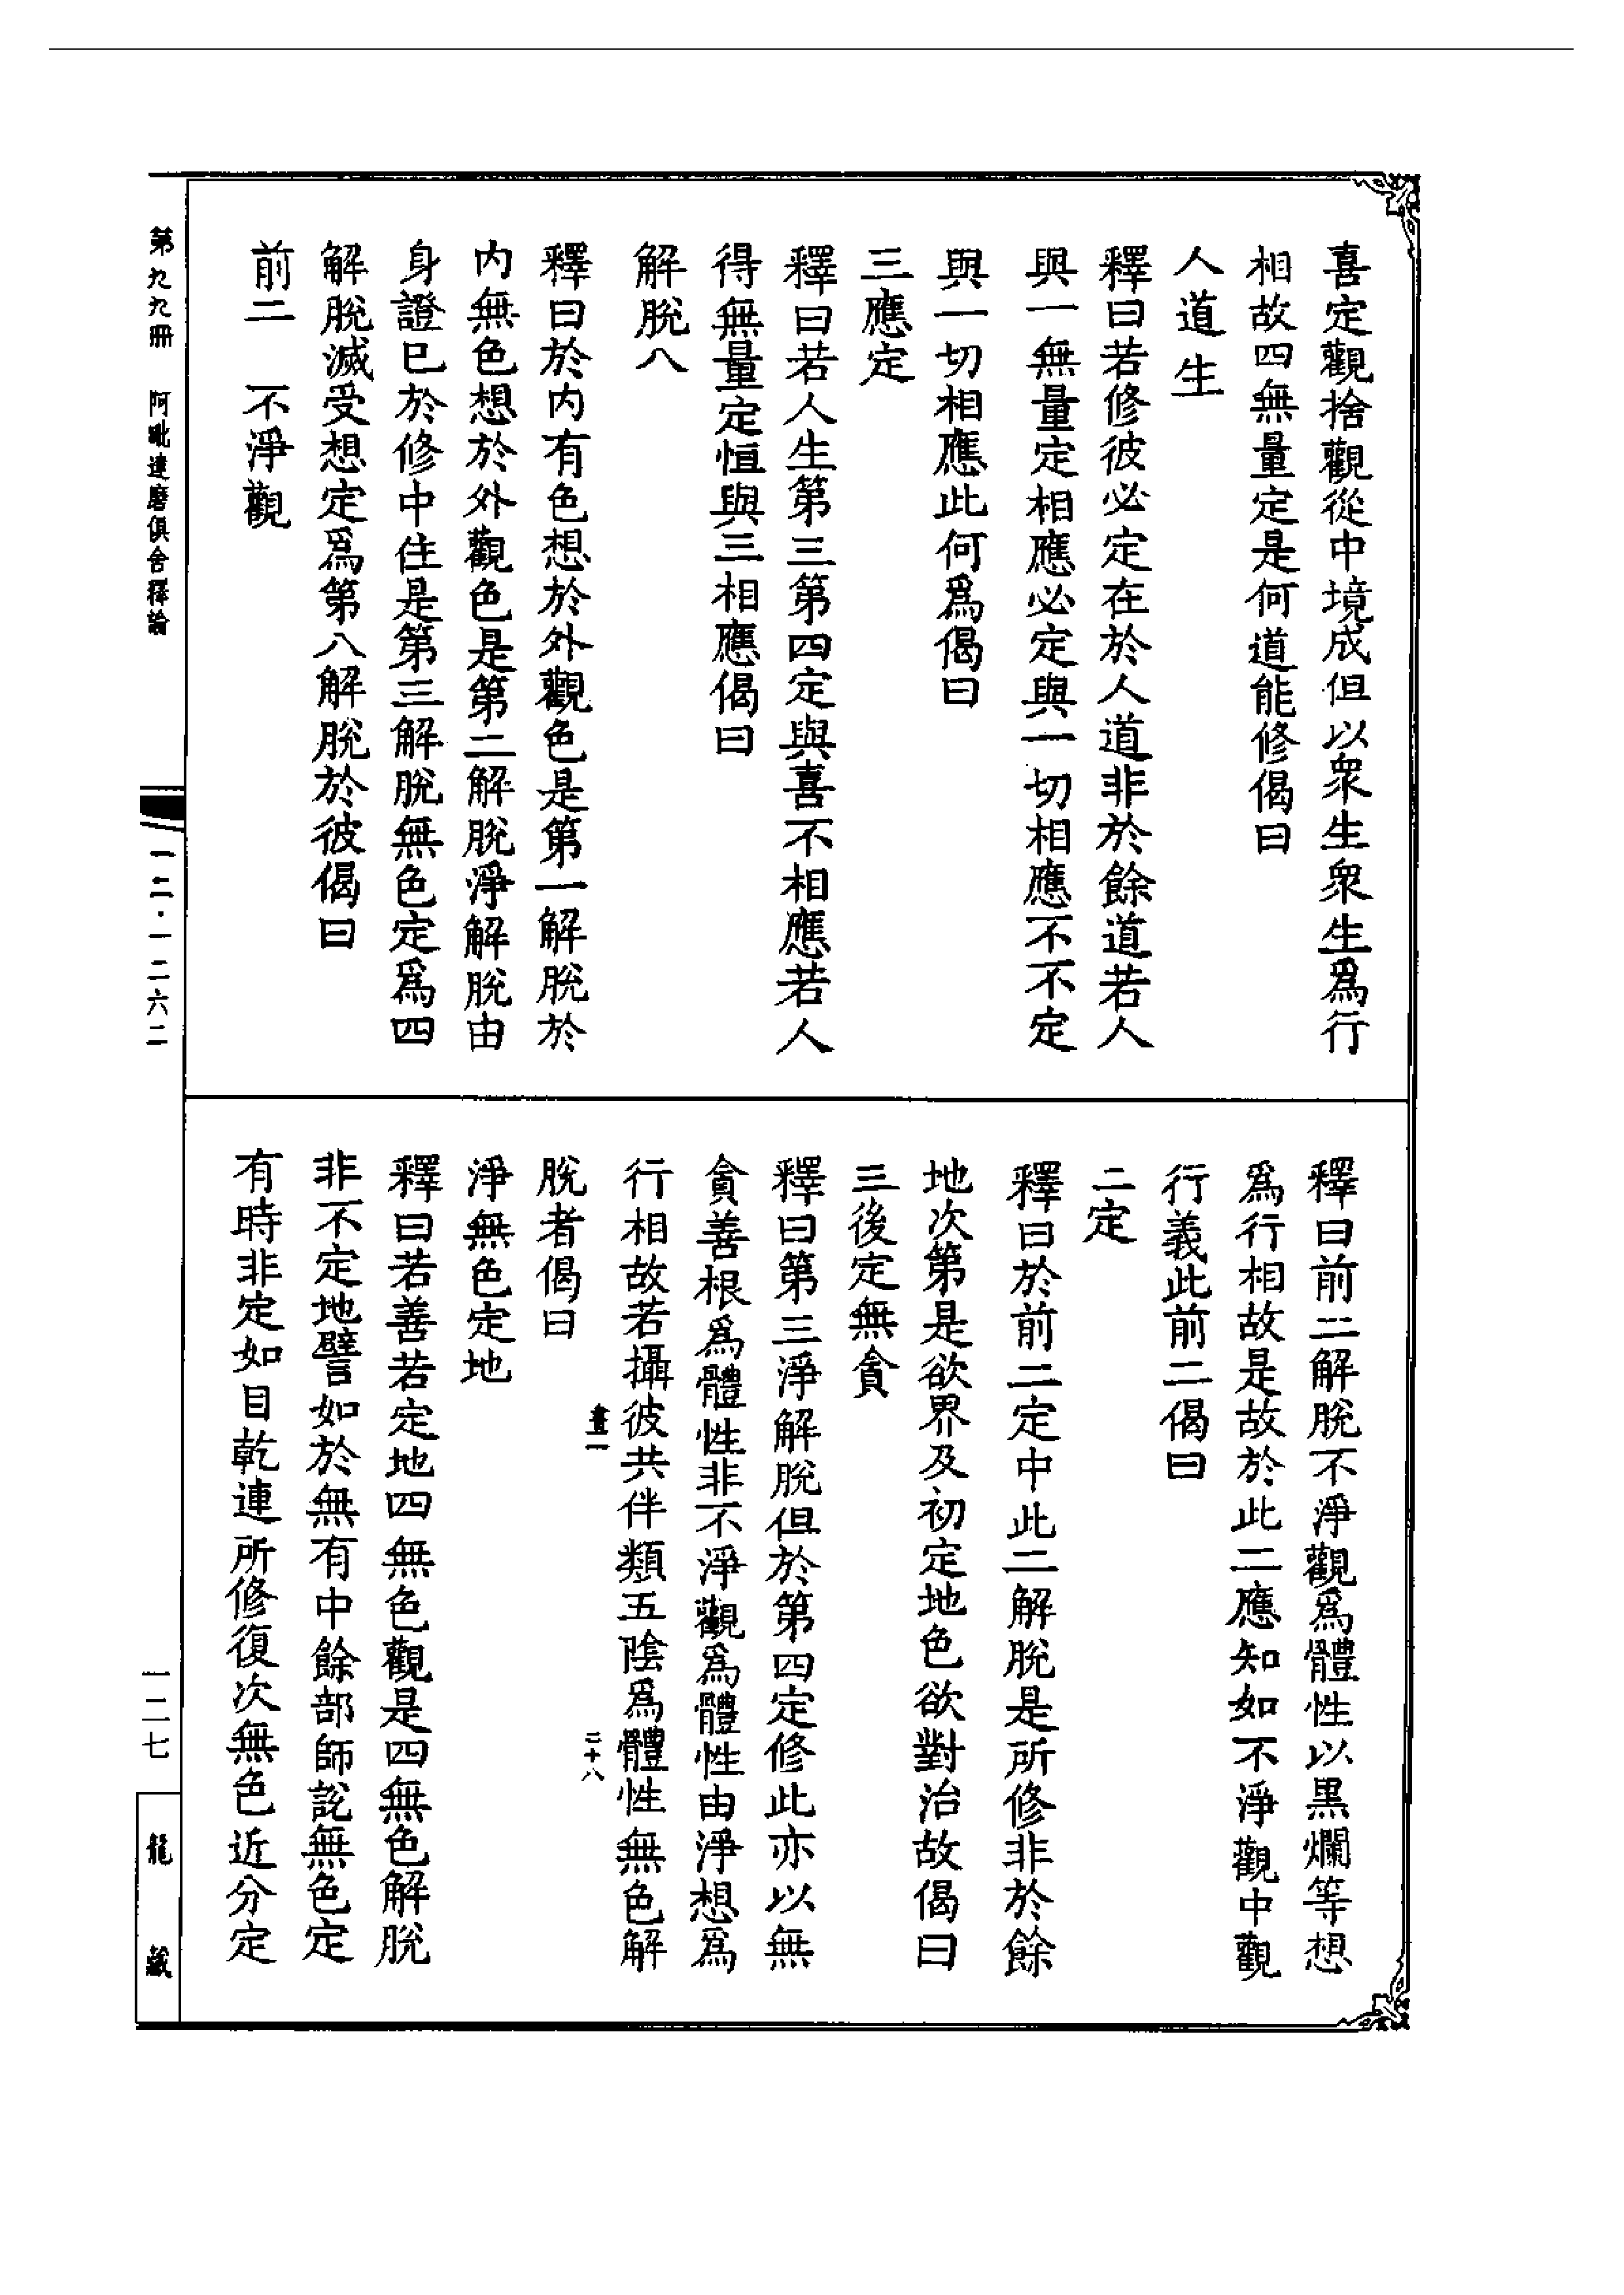 喜定觀捨觀從中境成但以衆生衆生爲行
相故四無量定是何道能修偈曰
人道生
釋曰若修彼必定在於人道非於餘道若人
與一無量定相應必定與一切相應不不定
與一切相應此何爲偈曰
三應定
釋曰若人生第三第四定與喜不相應若人
得無量定恒與三相應偈曰
解脫八
釋曰於内有色想於外觀色是第一解脫於
内無色想於外觀色是第二解脫淨解脫由
身證已於修中住是第三解脫無色定爲四
解脫滅受想定爲第八解脫於彼偈曰
前二　不淨觀
釋曰前二解脫不淨觀爲體性以黒爛等想
爲行相故是故於此二應知如不淨觀中觀
行義此前二偈曰
二定
釋曰於前二定中此二解脫是所修非於餘
地次第是欲界及初定地色欲對治故偈曰
三後定無貪
釋曰第三淨解脫但於第四定修此亦以無
貪善根爲體性非不淨觀爲體性由淨想爲
行相故若攝彼共伴類五陰爲體性無色解
畫一　二十八
脫者偈曰
淨無色定地
釋曰若善若定地四無色觀是四無色解脫
非不定地譬如於無有中餘部師說無色定
有時非定如目乾連所修復次無色近分定
第九九冊　阿毗達磨俱舍釋論
一二·一二六二
一二七
龍藏